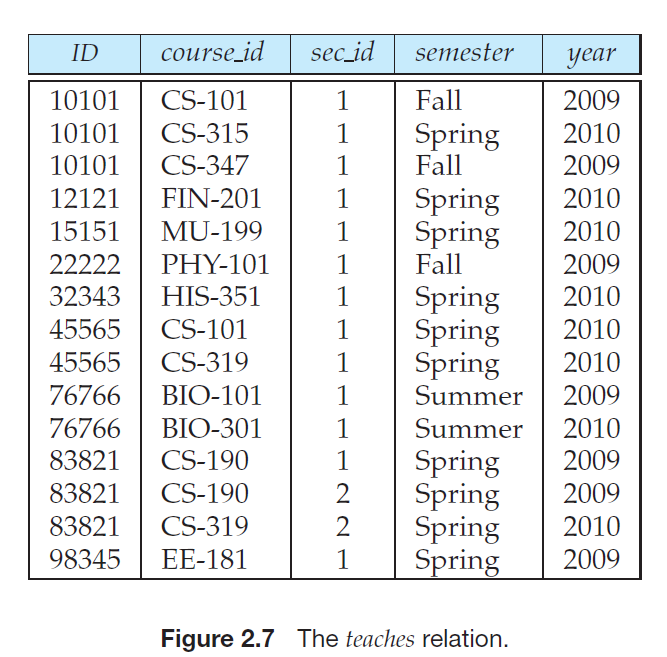 ID course_id sec_id semester year
10101 CS-101 1 Fall 2009
10101 CS-315 1 Spring 2010
10101 CS-347 1 Fall 2009
12121 FIN-201 1 Spring 2010
15151 MU-199 1 Spring 2010
22222 PHY-101 1 Fall 2009
32343 HIS-351 1 Spring 2010
45565 CS-101 1 Spring 2010
45565 CS-319 1 Spring 2010
76766 BIO-101 1 Summer 2009
76766 BIO-301 1 Summer 2010
83821 CS-190 1 Spring 2009
83821 CS-190 2 Spring 2009
83821 CS-319 2 Spring 2010
98345 EE-181 1 Spring 2009
Figure 2.7 The teaches relation.